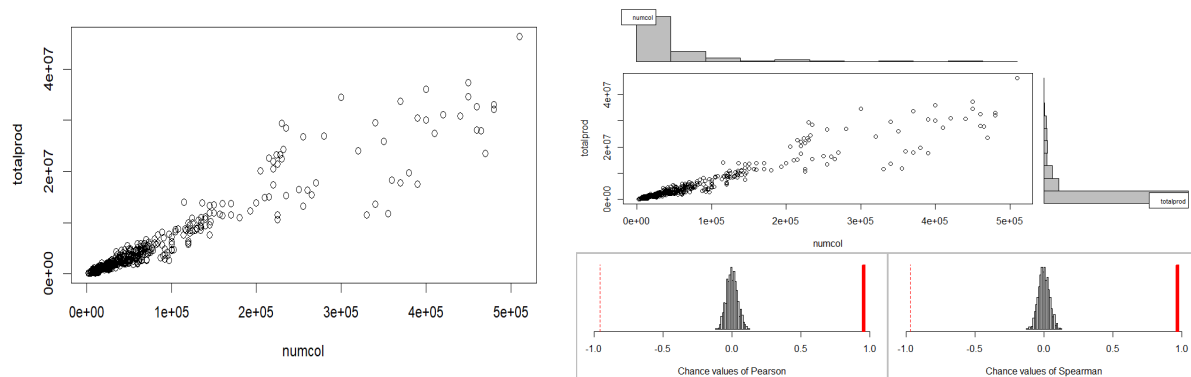 totalprod
0e+00 2e+07 4e+07
0e+00 1e+05 2e+05 3e+05 4e+05 5e+05
numcol
numcol
totalprod
0e+00 2e+07 4e+07
0e+00 1e+05 2e+05 3e+05 4e+05 5e+05
numcol
totalprod
-1.0 -0.5 0.0 0.5 1.0
Chance values of Pearson
-1.0 -0.5 0.0 0.5 1.0
Chance values of Spearman